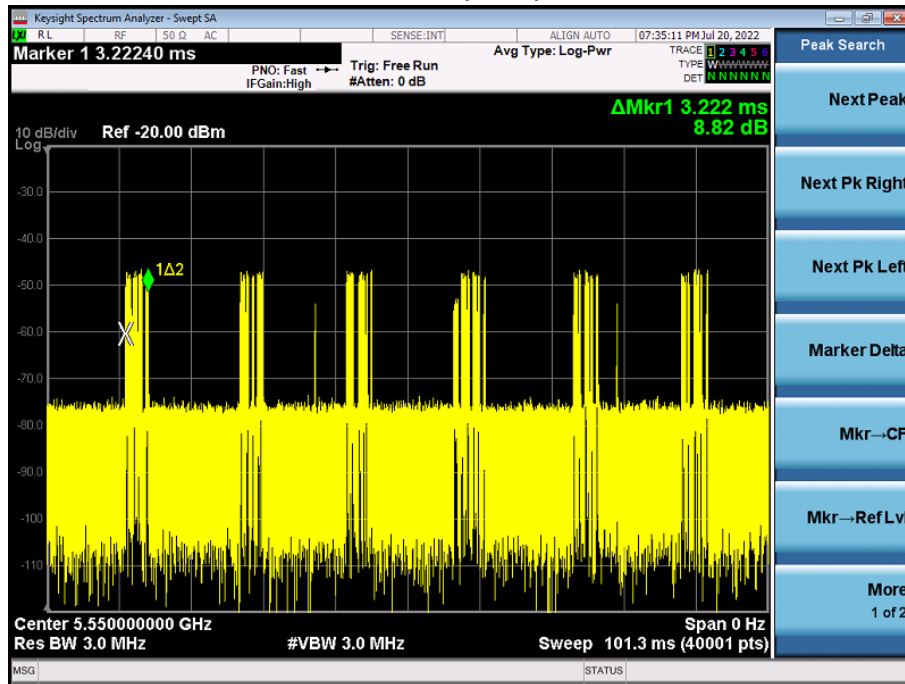 Keysight Spectrum Analyzer - Swept SA
LXI RL RF 50 Ω AC SENSE:INT ALIGN AUTO 07:35:11 PM Jul 20, 2022
Marker 1 3.22240 ms
Avg Type: Log-Pwr
TRACE 1 2 3 4 5 6
PNO: Fast Trig: Free Run
TYPE WWWWWW
IFGain:High #Atten: 0 dB
DET N N N N N N
Peak Search
Next Peak
Next Pk Right
Next Pk Left
Marker Delta
Mkr→CF
Mkr→Ref Lvl
More
1 of 2
ΔMkr1 3.222 ms
8.82 dB
10 dB/div Ref -20.00 dBm
Log
-30.0
-40.0
1Δ2
-50.0
-60.0
-70.0
-80.0
-90.0
-100
-110
Center 5.550000000 GHz Span 0 Hz
Res BW 3.0 MHz #VBW 3.0 MHz Sweep 101.3 ms (40001 pts)
MSG STATUS